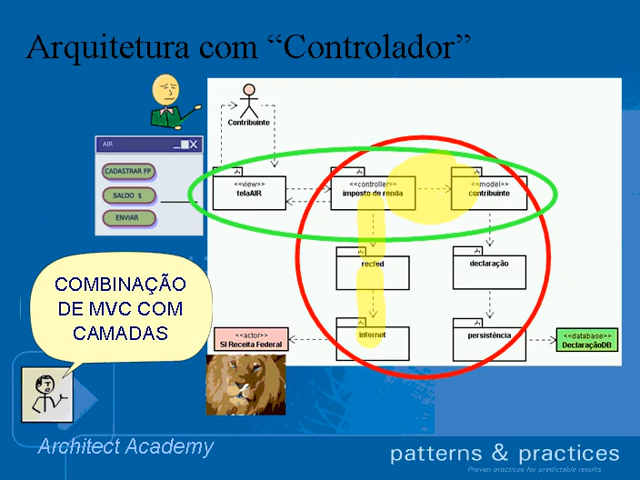 Arquitetura com “Controlador”
Contribuinte
AIR
CADASTRAR FP
SALDO $
ENVIAR
<<view>>
telaAIR
<<controller>>
imposto de renda
<<model>>
contribuinte
recfed
declaração
COMBINAÇÃO
DE MVC COM
CAMADAS
<<actor>>
SI Receita Federal
internet
persistência
<<database>>
DeclaraçãoDB
Architect Academy
patterns & practices
Proven practices for predictable results